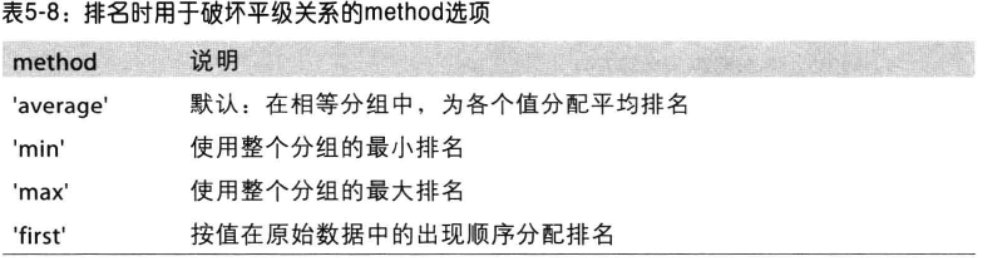 表5-8：排名时用于破坏平级关系的method选项
method 说明
'average' 默认：在相等分组中，为各个值分配平均排名
'min' 使用整个分组的最小排名
'max' 使用整个分组的最大排名
'first' 按值在原始数据中的出现顺序分配排名